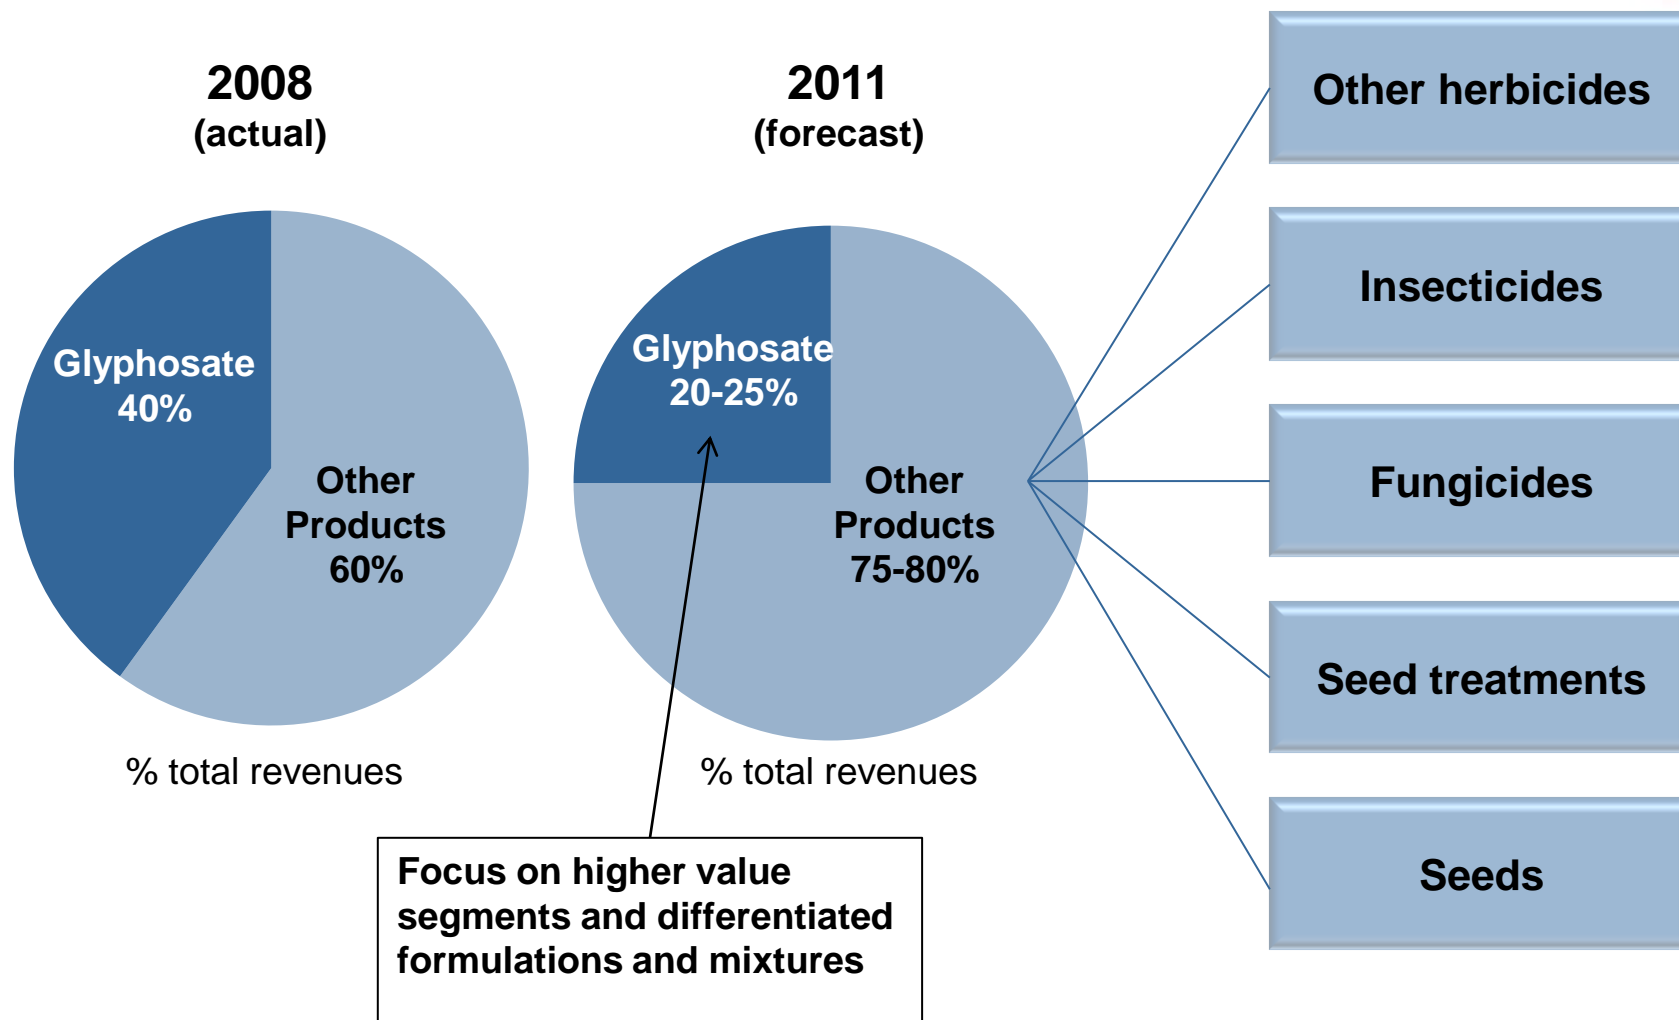 2008
(actual)
Glyphosate
40%
Other
Products
60%
% total revenues
2011
(forecast)
Glyphosate
20-25%
Other
Products
75-80%
% total revenues
Focus on higher value
segments and differentiated
formulations and mixtures
Other herbicides
Insecticides
Fungicides
Seed treatments
Seeds